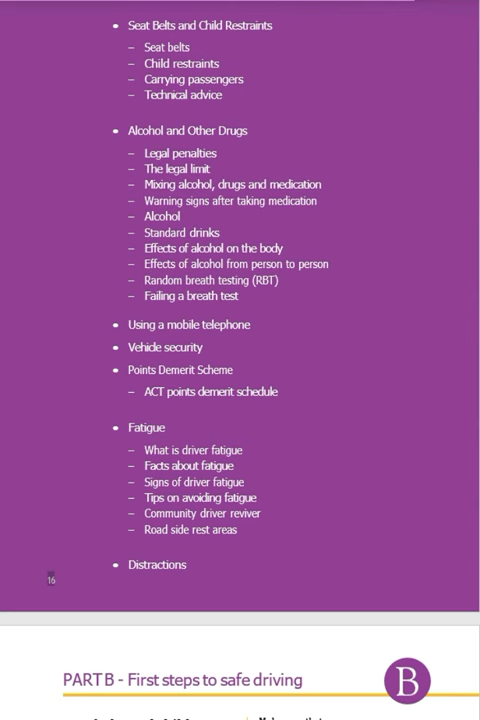 • Seat Belts and Child Restraints
– Seat belts
– Child restraints
– Carrying passengers
– Technical advice
• Alcohol and Other Drugs
– Legal penalties
– The legal limit
– Mixing alcohol, drugs and medication
– Warning signs after taking medication
– Alcohol
– Standard drinks
– Effects of alcohol on the body
– Effects of alcohol from person to person
– Random breath testing (RBT)
– Failing a breath test
• Using a mobile telephone
• Vehicle security
• Points Demerit Scheme
– ACT points demerit schedule
• Fatigue
– What is driver fatigue
– Facts about fatigue
– Signs of driver fatigue
– Tips on avoiding fatigue
– Community driver reviver
– Road side rest areas
• Distractions
16
PART B - First steps to safe driving
B